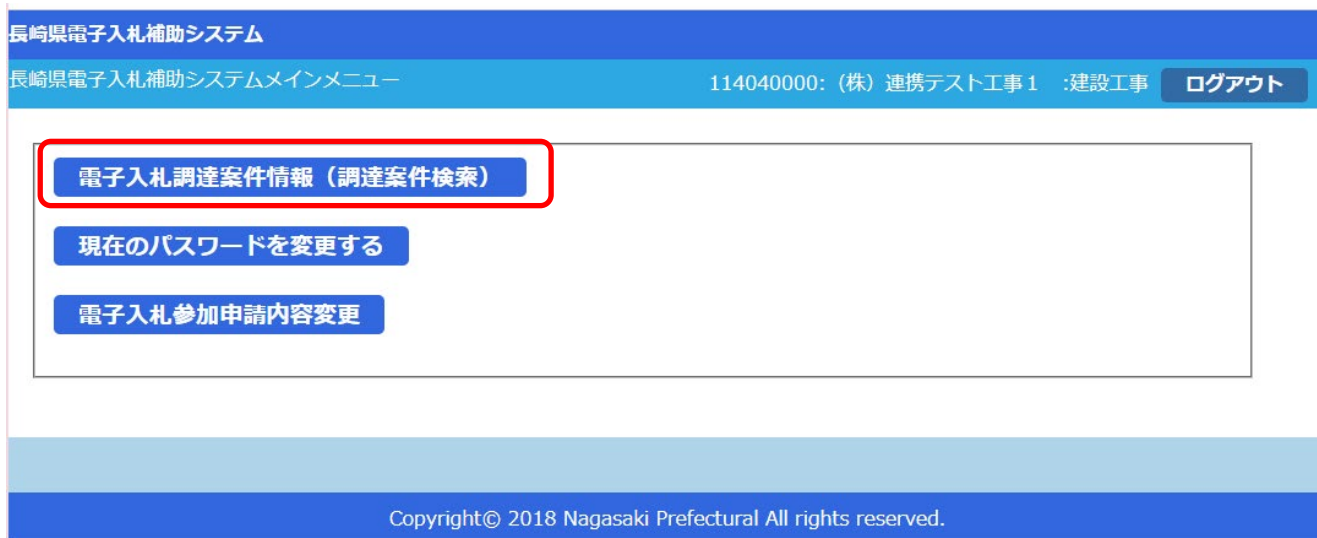 長崎県電子入札補助システム
長崎県電子入札補助システムメインメニュー 114040000:（株）連携テスト工事1 :建設工事 ログアウト
電子入札調達案件情報（調達案件検索）
現在のパスワードを変更する
電子入札参加申請内容変更
Copyright© 2018 Nagasaki Prefectural All rights reserved.